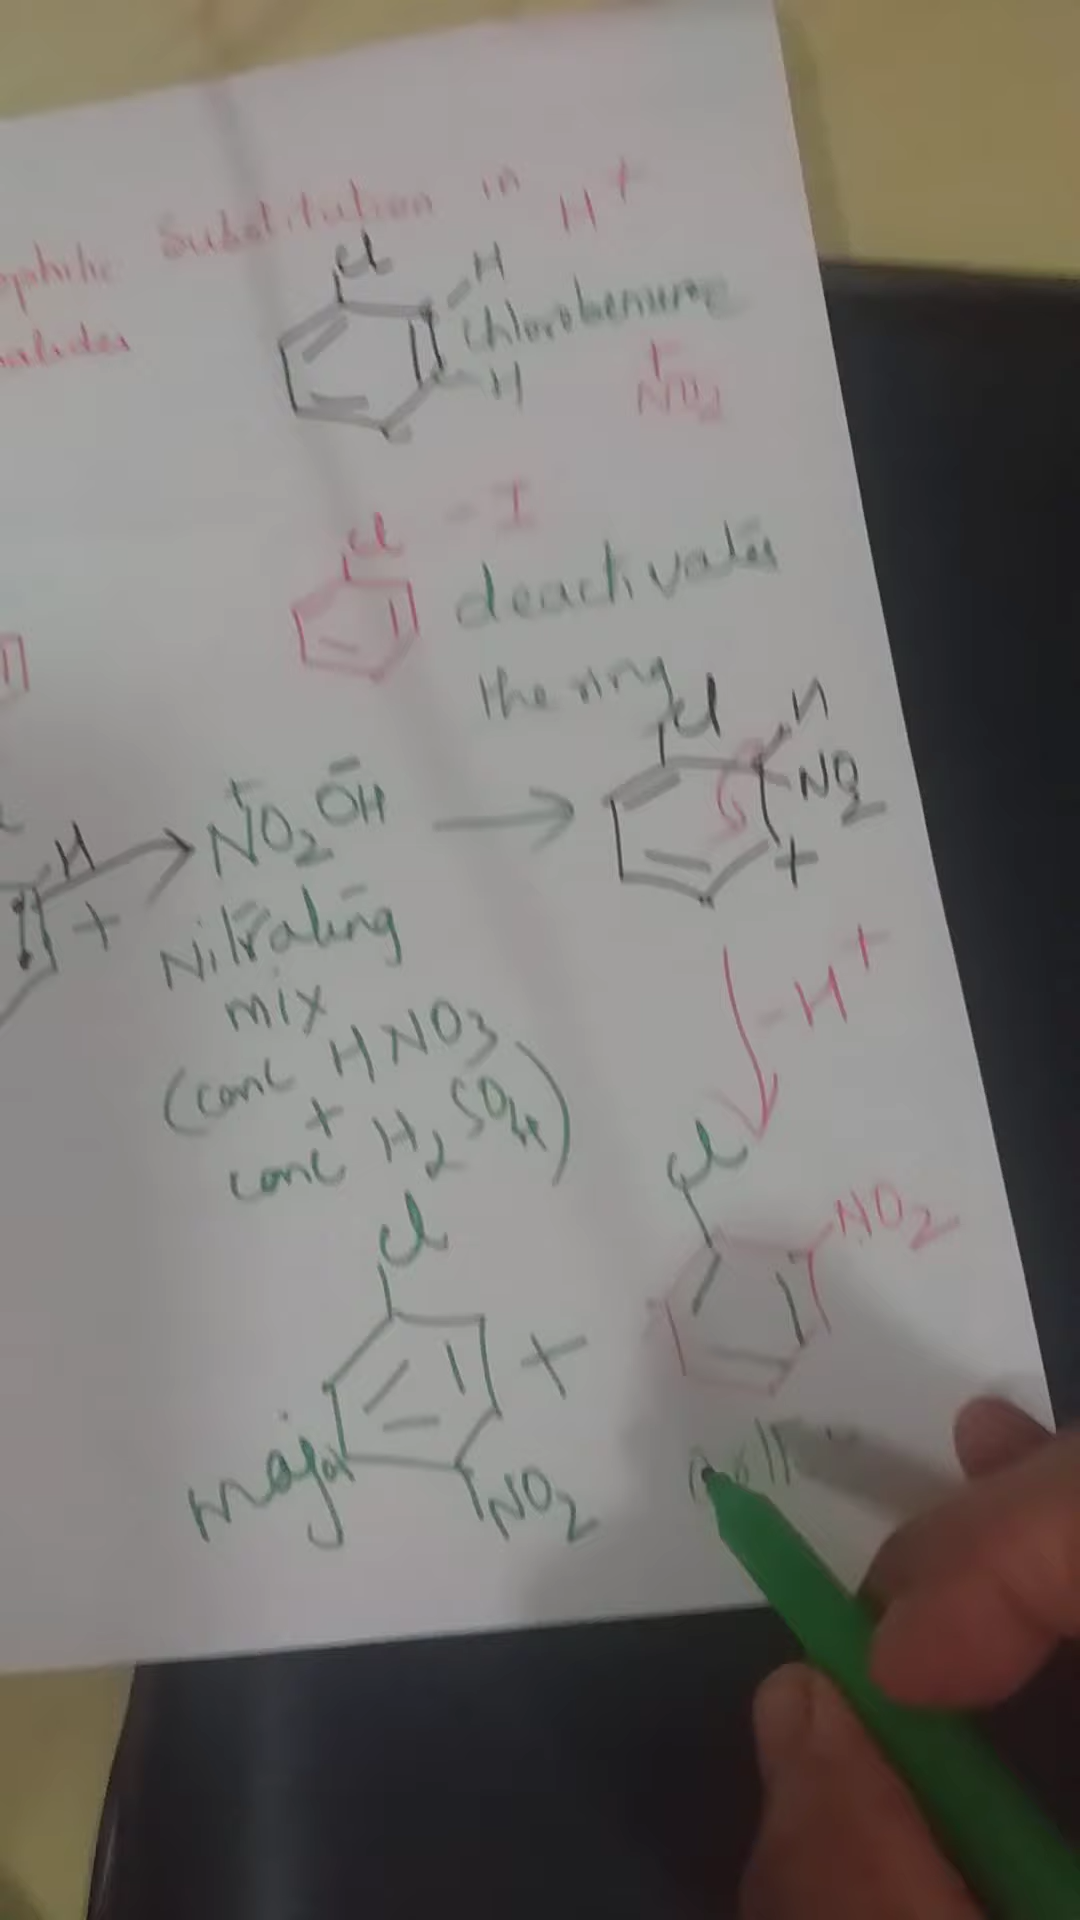 Substitution in H+
Cl
H
Chlorobenzene
H
+
NO2
Cl - I
deactivates
the ring
Cl H
NO2
+
H
+
+ -
NO2 OH
Nitrating
mix
(conc HNO3
+
conc H2SO4)
- H+
Cl
NO2
Cl
+
major
NO2